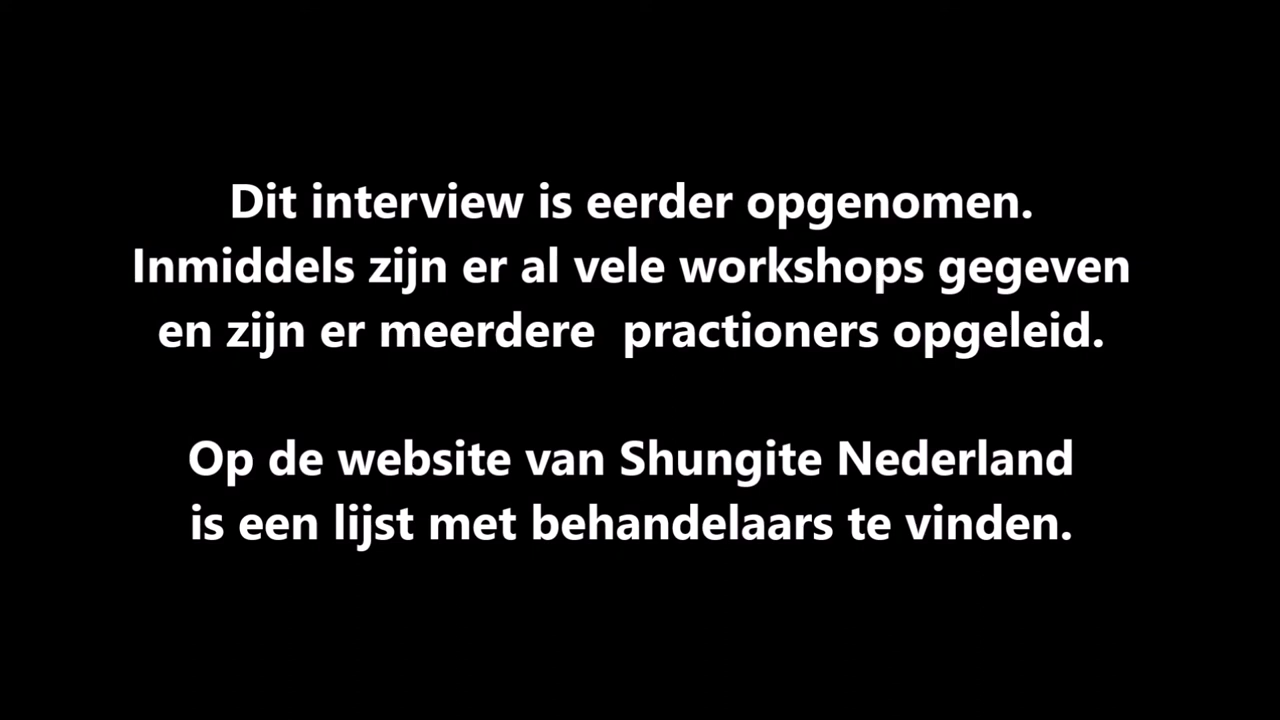 Dit interview is eerder opgenomen.
Inmiddels zijn er al vele workshops gegeven
en zijn er meerdere  practioners opgeleid.
Op de website van Shungite Nederland
is een lijst met behandelaars te vinden.